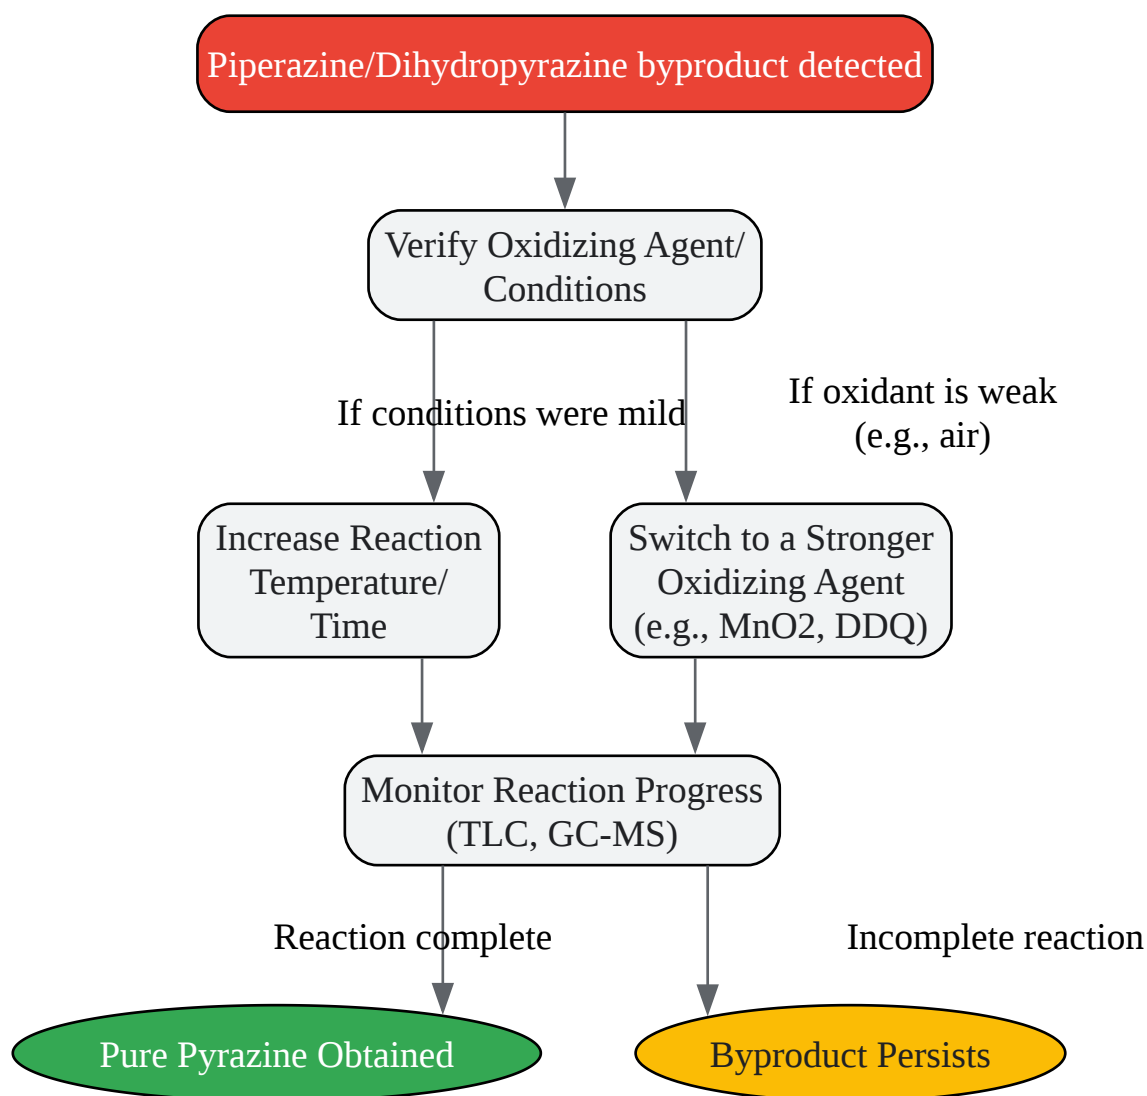 Piperazine/Dihydropyrazine byproduct detected
Verify Oxidizing Agent/
Conditions
If conditions were mild
If oxidant is weak
(e.g., air)
Increase Reaction
Temperature/
Time
Switch to a Stronger
Oxidizing Agent
(e.g., MnO2, DDQ)
Monitor Reaction Progress
(TLC, GC-MS)
Reaction complete
Incomplete reaction
Pure Pyrazine Obtained
Byproduct Persists